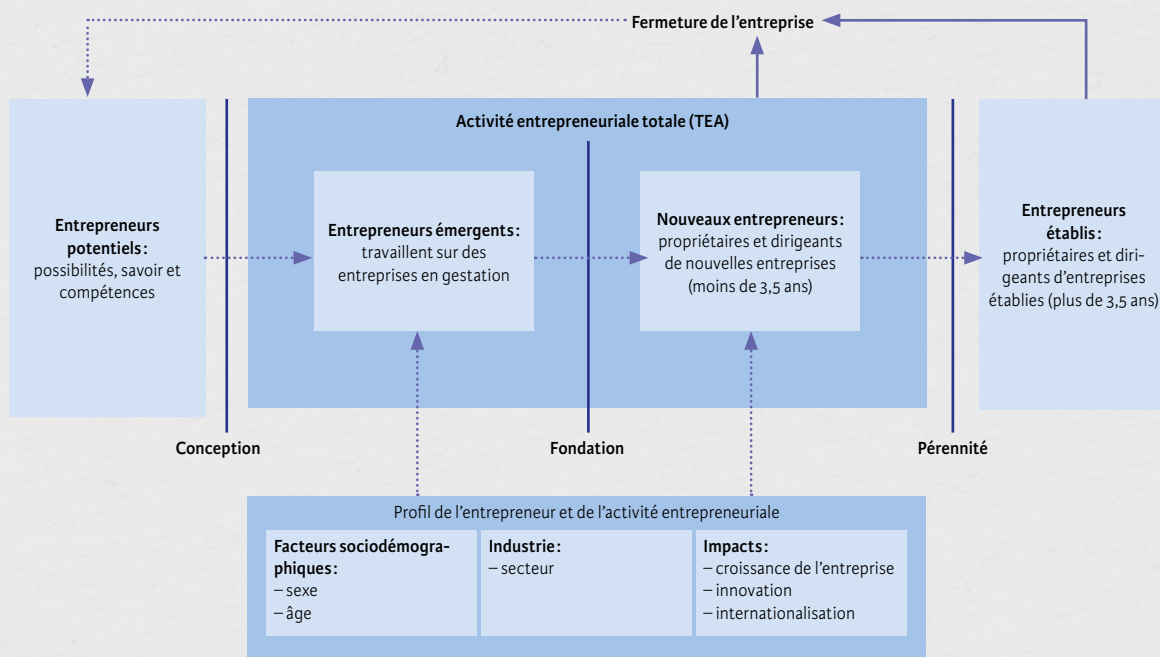 Fermeture de l'entreprise
Activité entrepreneuriale totale (TEA)
Entrepreneurs
potentiels :
possibilités, savoir et
compétences
Entrepreneurs émergents :
travaillent sur des
entreprises en gestation
Nouveaux entrepreneurs :
propriétaires et dirigeants
de nouvelles entreprises
(moins de 3,5 ans)
Entrepreneurs
établis :
propriétaires et diri-
geants d'entreprises
établies (plus de 3,5 ans)
Conception
Fondation
Pérennité
Profil de l'entrepreneur et de l'activité entrepreneuriale
Facteurs sociodémogra-
phiques :
– sexe
– âge
Industrie :
– secteur
Impacts :
– croissance de l'entreprise
– innovation
– internationalisation